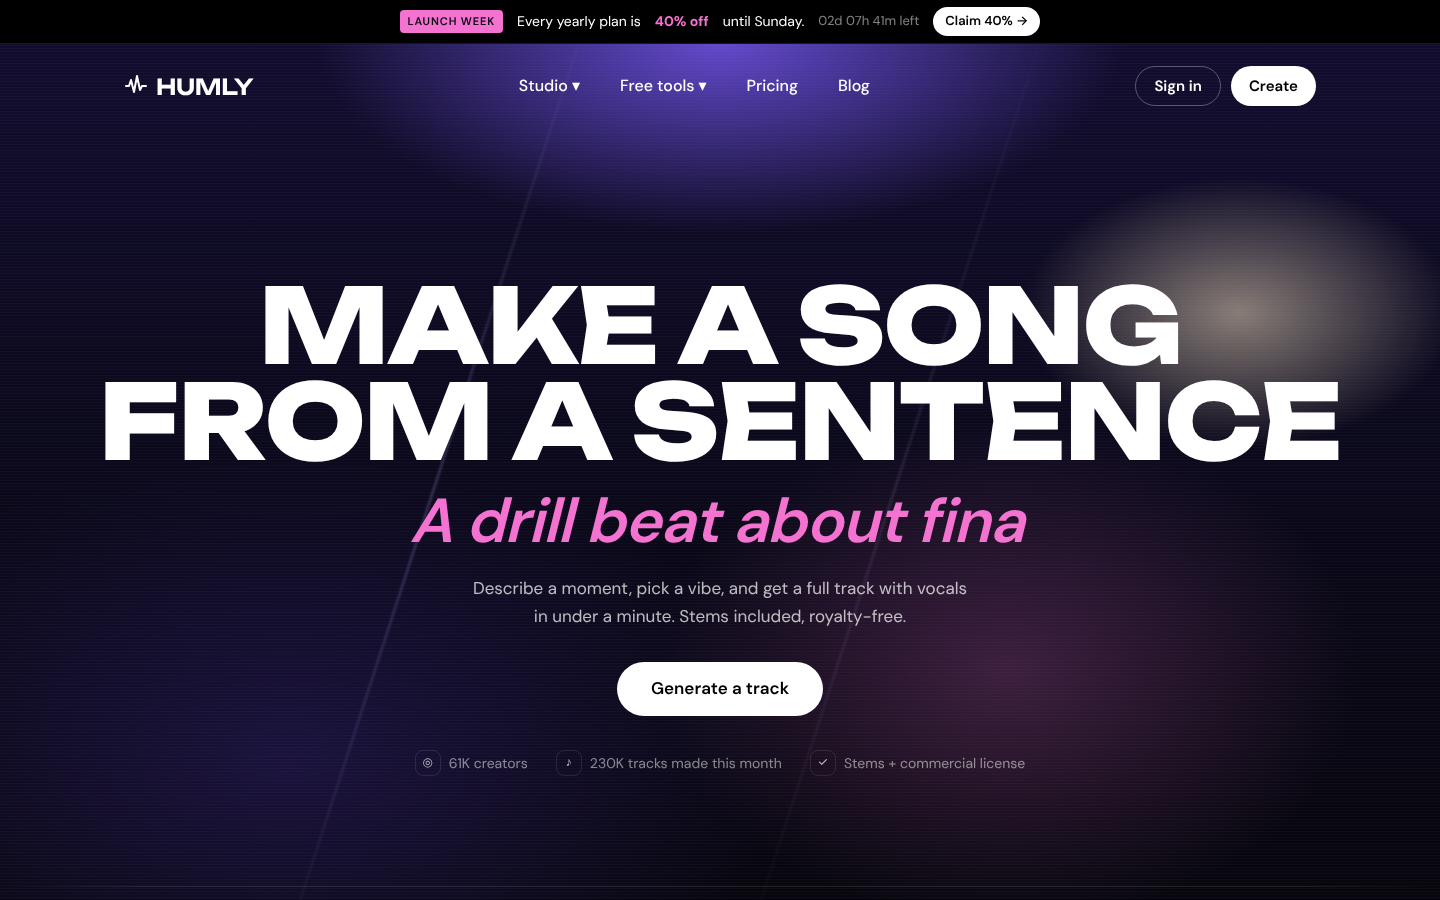 LAUNCH WEEK Every yearly plan is 40% off until Sunday. 02d 07h 41m left Claim 40% →
HUMLY Studio ▾ Free tools ▾ Pricing Blog Sign in Create
MAKE A SONG
FROM A SENTENCE
A drill beat about fina
Describe a moment, pick a vibe, and get a full track with vocals
in under a minute. Stems included, royalty-free.
Generate a track
◎ 61K creators ♪ 230K tracks made this month ✓ Stems + commercial license